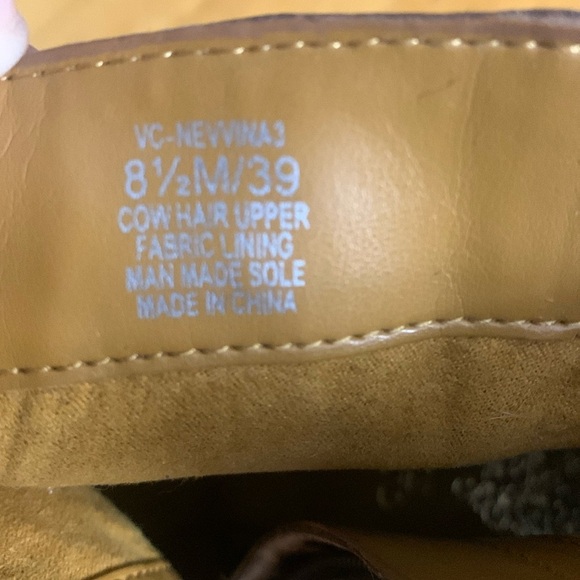 VC-NEVVINA3
8½M/39
COW HAIR UPPER
FABRIC LINING
MAN MADE SOLE
MADE IN CHINA